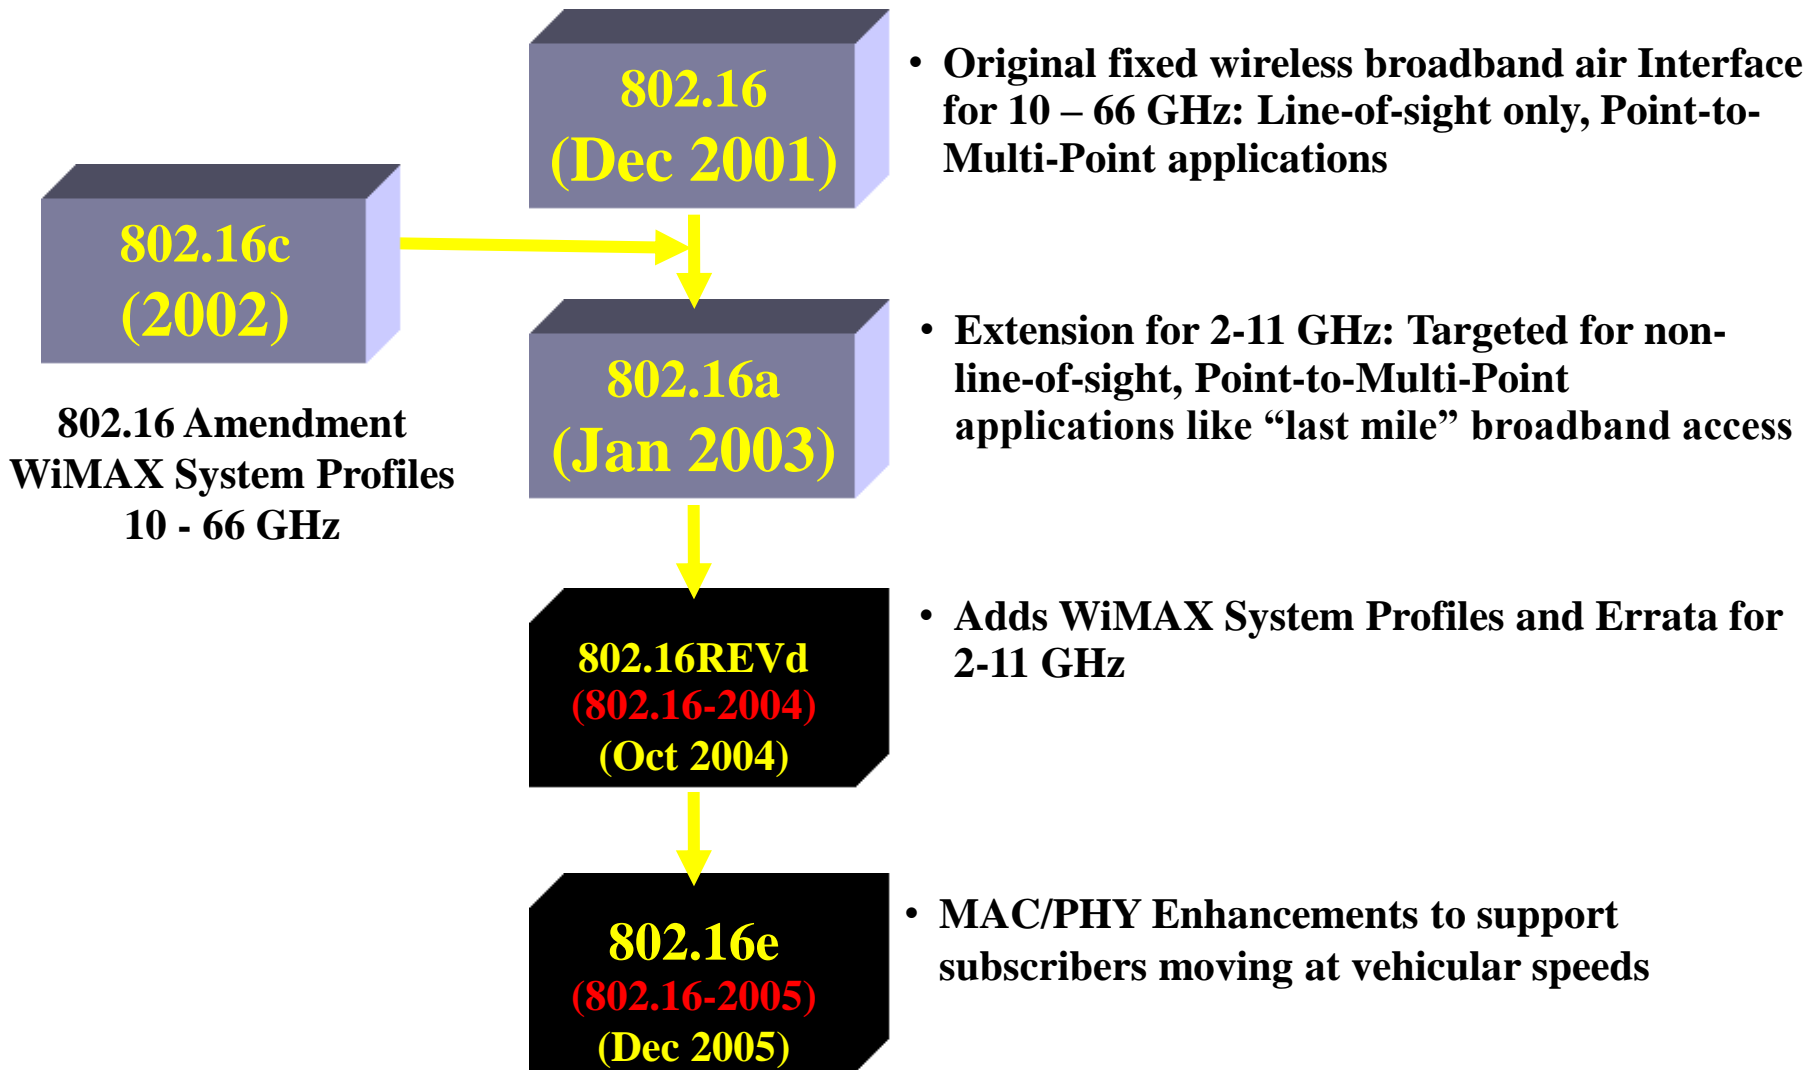 802.16
(Dec 2001)
• Original fixed wireless broadband air Interface
for 10 – 66 GHz: Line-of-sight only, Point-to-
Multi-Point applications
802.16c
(2002)
802.16 Amendment
WiMAX System Profiles
10 - 66 GHz
802.16a
(Jan 2003)
• Extension for 2-11 GHz: Targeted for non-
line-of-sight, Point-to-Multi-Point
applications like “last mile” broadband access
802.16REVd
(802.16-2004)
(Oct 2004)
• Adds WiMAX System Profiles and Errata for
2-11 GHz
802.16e
(802.16-2005)
(Dec 2005)
• MAC/PHY Enhancements to support
subscribers moving at vehicular speeds